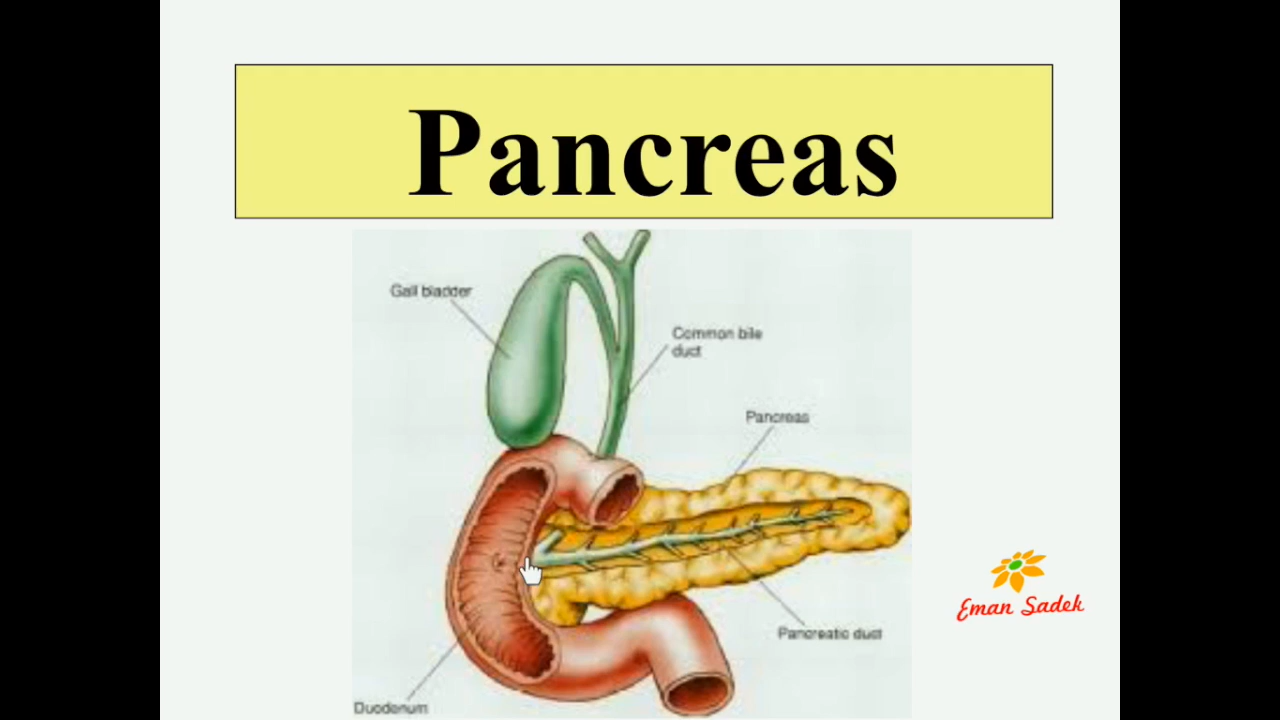 Pancreas
Gall bladder
Common bile
duct
Pancreas
Eman Sadek
Pancreatic duct
Duodenum